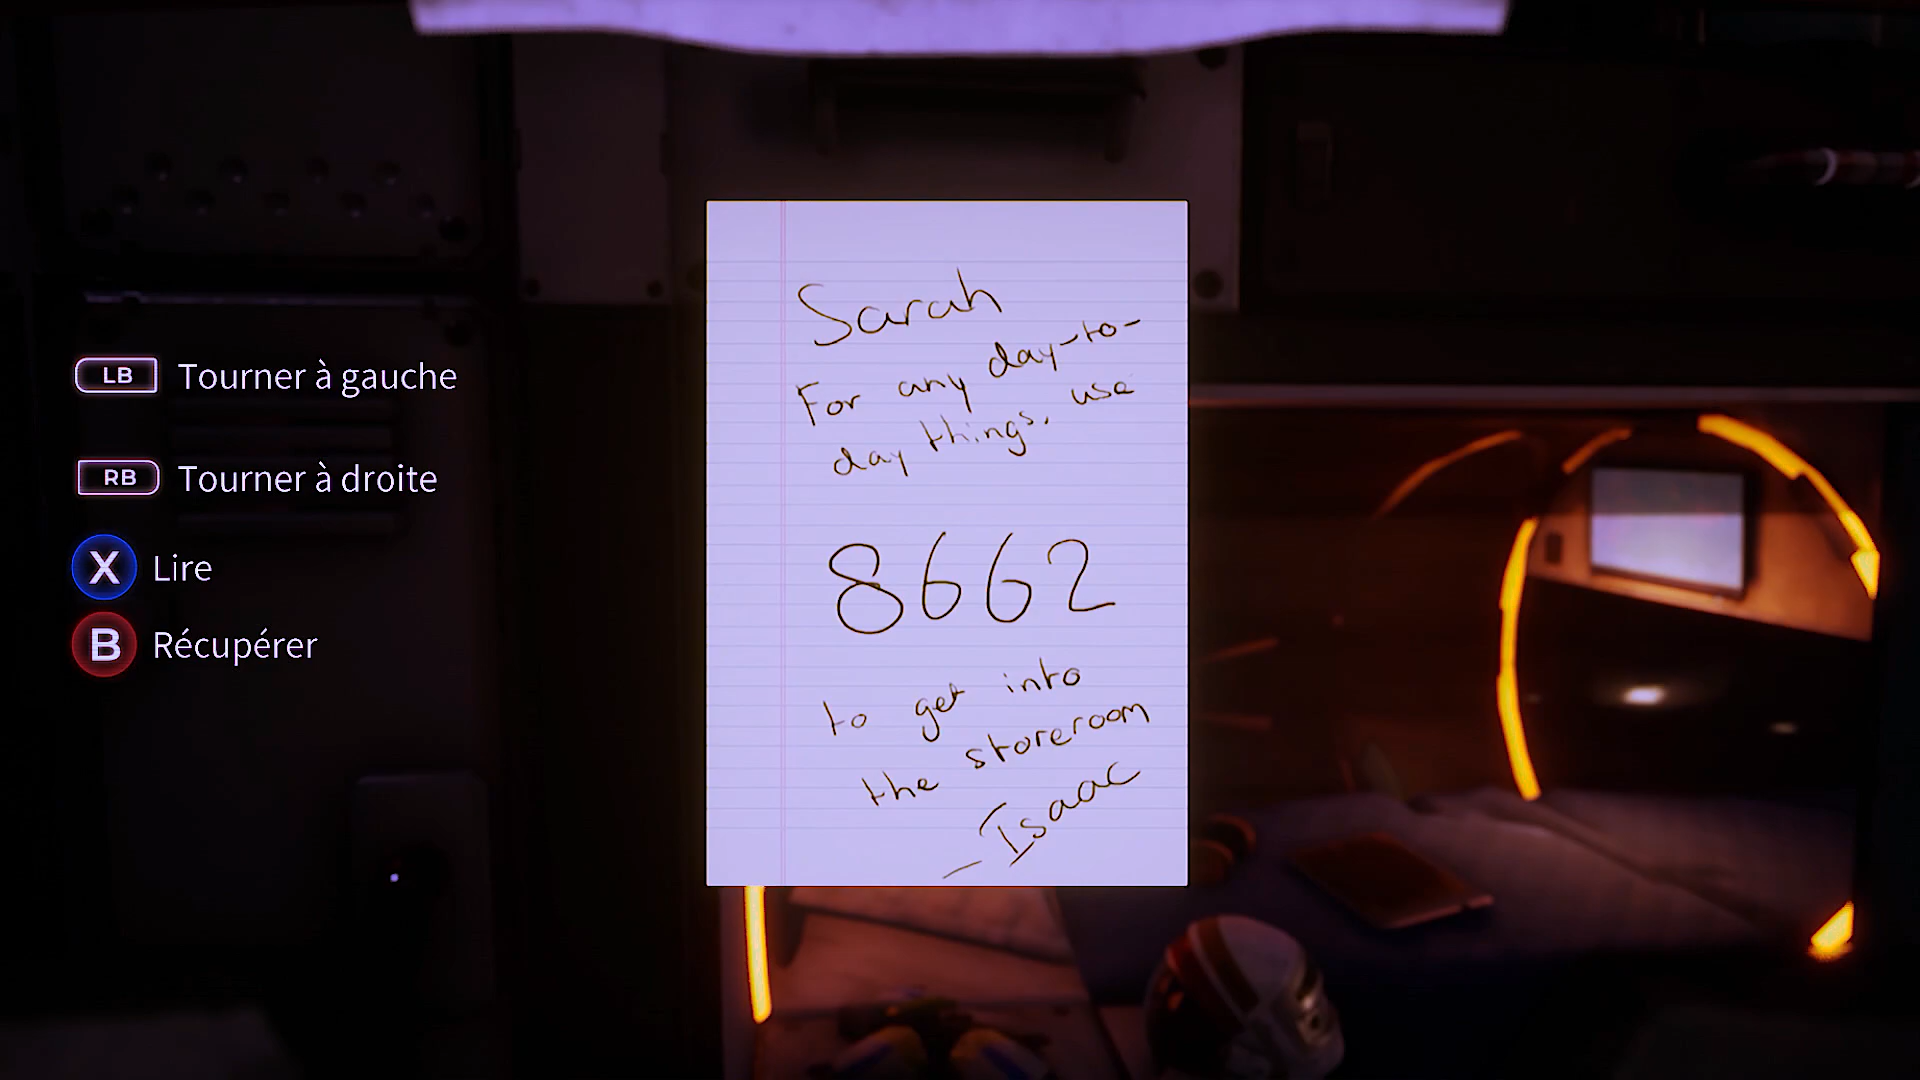 LB Tourner à gauche
RB Tourner à droite
X Lire
B Récupérer
Sarah
For any day-to-
day things, use
8662
to get into
the storeroom
- Isaac